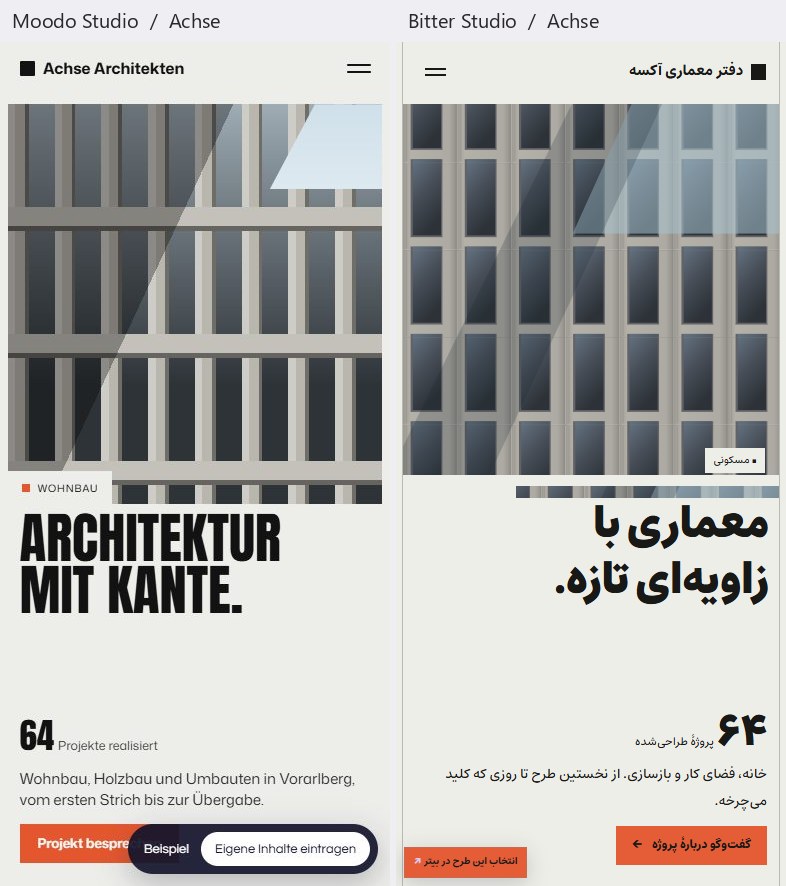 Moodo Studio / Achse
Achse Architekten
WOHNBAU
ARCHITEKTUR
MIT KANTE.
64 Projekte realisiert
Wohnbau, Holzbau und Umbauten in Vorarlberg,
vom ersten Strich bis zur Übergabe.
Projekt bespre
Beispiel
Eigene Inhalte eintragen
Bitter Studio / Achse
دفتر معماری آکسه
مسکونی
معماری با
زاویه‌ای تازه.
۶۴ پروژهٔ طراحی‌شده
خانه، فضای کار و بازسازی. از نخستین طرح تا روزی که کلید
می‌چرخه.
گفت‌وگو دربارهٔ پروژه ←
انتخاب این طرح در بیتر ↗